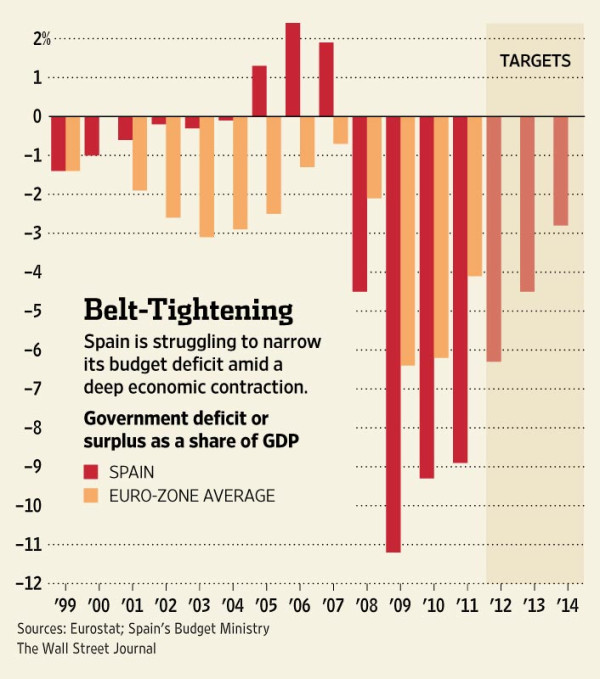 2%
TARGETS
1
0
–1
–2
–3
–4
Belt-Tightening
–5
Spain is struggling to narrow
its budget deficit amid a
–6
deep economic contraction.
–7
Government deficit or
–8
surplus as a share of GDP
–9
SPAIN
EURO-ZONE AVERAGE
–10
–11
–12
’99 ’00 ’01 ’02 ’03 ’04 ’05 ’06 ’07 ’08 ’09 ’10 ’11 ’12 ’13 ’14
Sources: Eurostat; Spain’s Budget Ministry
The Wall Street Journal